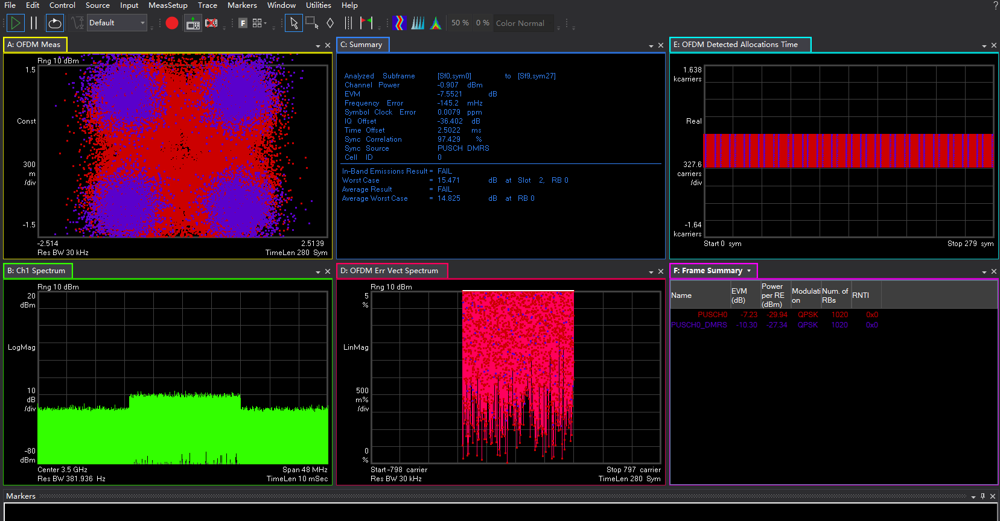 File Edit Control Source Input MeasSetup Trace Markers Window Utilities Help ?
Default F 50 % 0 % Color Normal
A: OFDM Meas
Rng 10 dBm
1.5
Const
300
m
/div
-1.5
-2.514 2.5139
Res BW 30 kHz TimeLen 280 Sym
C: Summary
Analyzed Subframe [Sf0,sym0] to [Sf9,sym27]
Channel Power -0.907 dBm
EVM -7.5521 dB
Frequency Error -145.2 mHz
Symbol Clock Error 0.0079 ppm
IQ Offset -36.402 dB
Time Offset 2.5022 ms
Sync Correlation 97.429 %
Sync Source PUSCH DMRS
Cell ID 0
In-Band Emissions Result = FAIL
Worst Case = 15.471 dB at Slot 2, RB 0
Average Result = FAIL
Average Worst Case = 14.825 dB at RB 0
E: OFDM Detected Allocations Time
1.638
kcarriers
Real
327.6
carriers
/div
-1.64
kcarriers
Start 0 sym Stop 279 sym
B: Ch1 Spectrum
Rng 10 dBm
20
dBm
LogMag
10
dB
/div
-80
dBm
Center 3.5 GHz Span 48 MHz
Res BW 381.936 Hz TimeLen 10 mSec
D: OFDM Err Vect Spectrum
Rng 10 dBm
5
%
LinMag
500
m%
/div
0
%
Start -798 carrier Stop 797 carrier
Res BW 30 kHz TimeLen 280 Sym
F: Frame Summary
Name EVM (dB) Power per RE (dBm) Modulation Num. of RBs RNTI
PUSCH0 -7.23 -29.94 QPSK 1020 0x0
PUSCH0_DMRS -10.30 -27.34 QPSK 1020 0x0
Markers